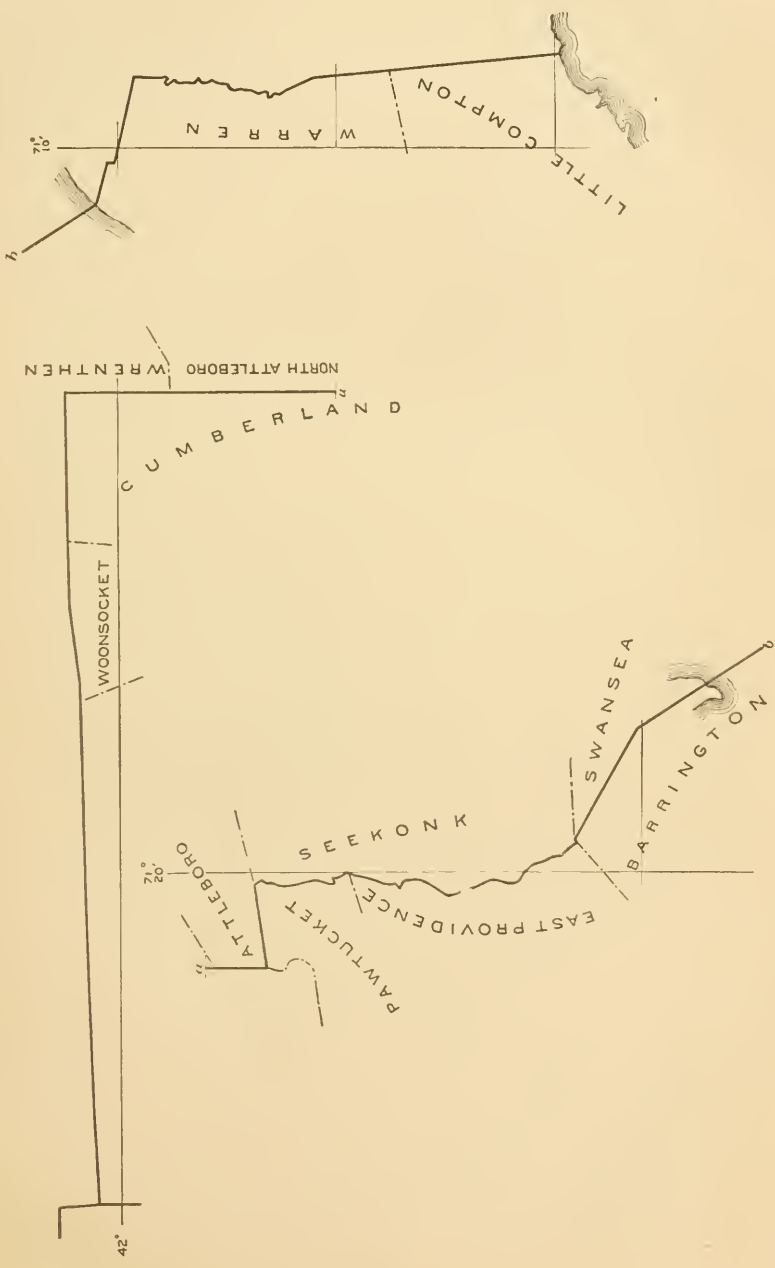 71°
10'
WARREN
LITTLE COMPTON
b
WRENTHEN
NORTH ATTLEBORO
CUMBERLAND
a
WOONSOCKET
42°
71°
20'
ATTLEBORO
a
SEEKONK
PAWTUCKET
EAST PROVIDENCE
SWANSEA
BARRINGTON
b